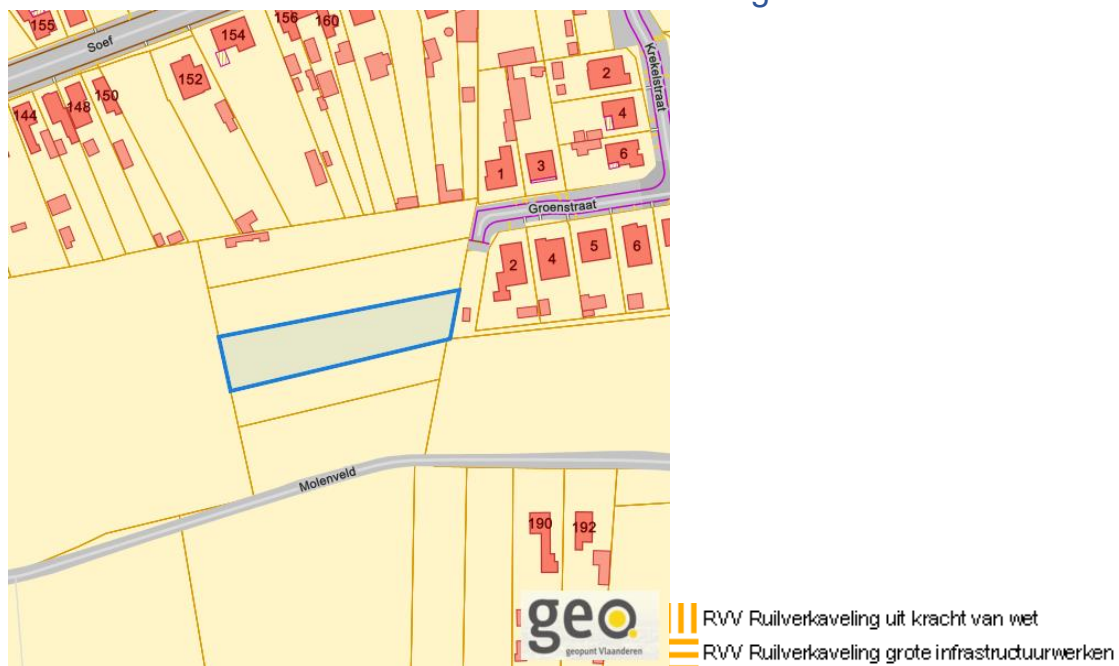 155
156
160
154
Soef
152
150
148
144
Krekelstraat
2
4
6
1
3
Groenstraat
2
4
5
6
Molenveld
190
192
geo
geopunt Vlaanderen
RVV Ruilverkaveling uit kracht van wet
RVV Ruilverkaveling grote infrastructuurwerken